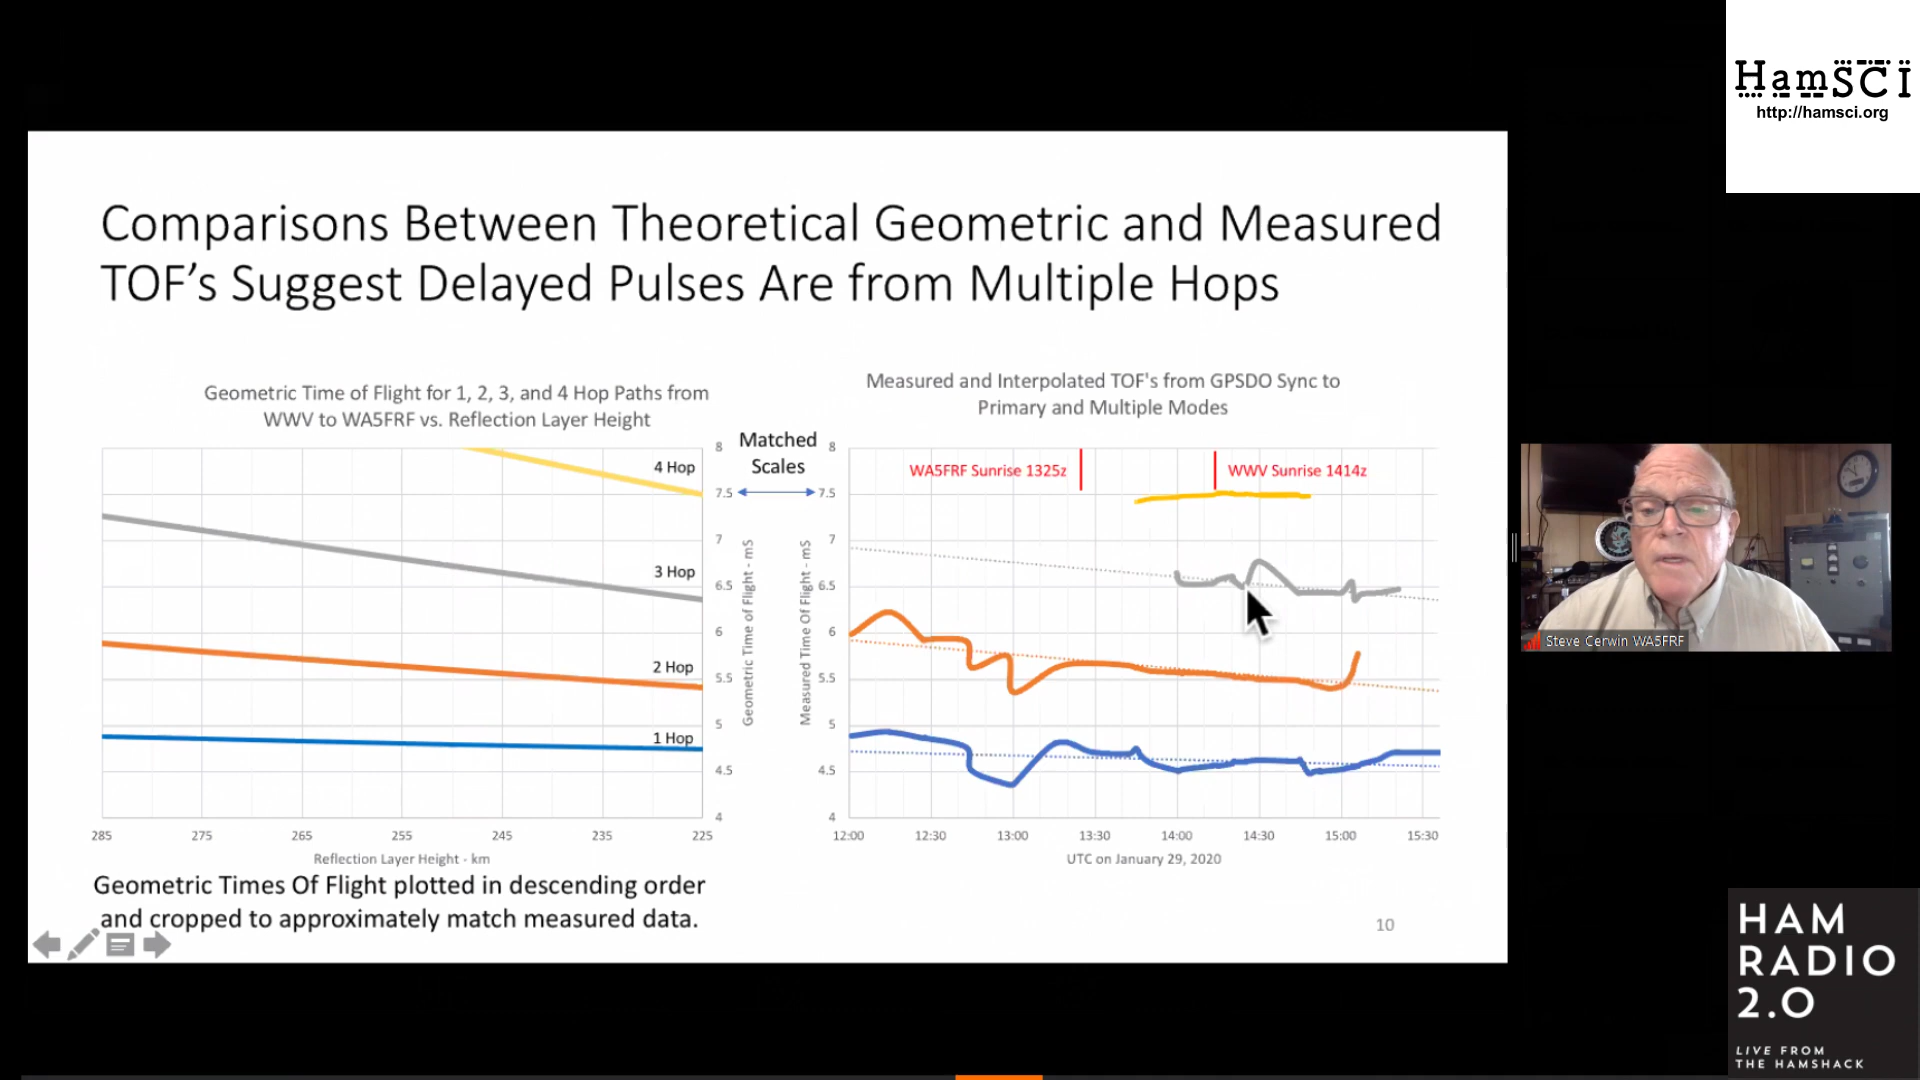 HamSCI
http://hamsci.org
Comparisons Between Theoretical Geometric and Measured
TOF's Suggest Delayed Pulses Are from Multiple Hops
Geometric Time of Flight for 1, 2, 3, and 4 Hop Paths from
WWV to WA5FRF vs. Reflection Layer Height
4 Hop
3 Hop
2 Hop
1 Hop
8
7.5
7
6.5
6
5.5
5
4.5
4
Geometric Time of Flight - mS
285 275 265 255 245 235 225
Reflection Layer Height - km
Matched
Scales
Measured and Interpolated TOF's from GPSDO Sync to
Primary and Multiple Modes
8
7.5
7
6.5
6
5.5
5
4.5
4
Measured Time Of Flight - mS
WA5FRF Sunrise 1325z
WWV Sunrise 1414z
12:00 12:30 13:00 13:30 14:00 14:30 15:00 15:30
UTC on January 29, 2020
Geometric Times Of Flight plotted in descending order
and cropped to approximately match measured data.
10
Steve Cerwin WA5FRF
HAM
RADIO
2.0
LIVE FROM
THE HAMSHACK